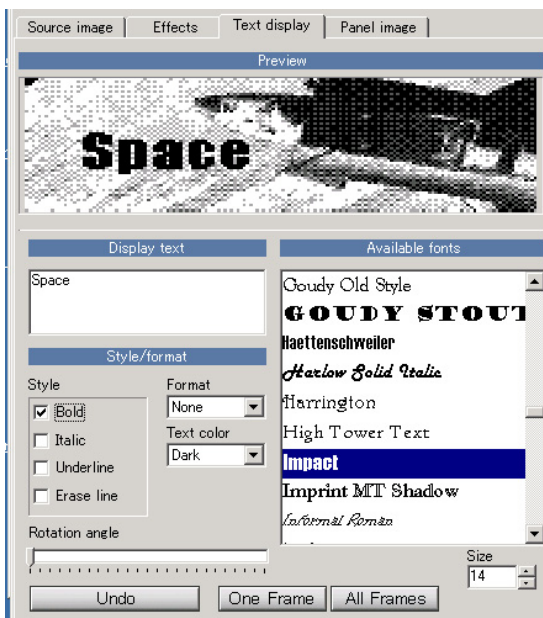 Source image
Effects
Text display
Panel image
Preview
Space
Display text
Space
Available fonts
Goudy Old Style
GOUDY STOUT
Haettenschweiler
Harlow Solid Italic
Harrington
High Tower Text
Impact
Imprint MT Shadow
Informal Roman
Style/format
Style
Bold
Italic
Underline
Erase line
Format
None
Text color
Dark
Rotation angle
Size
14
Undo
One Frame
All Frames